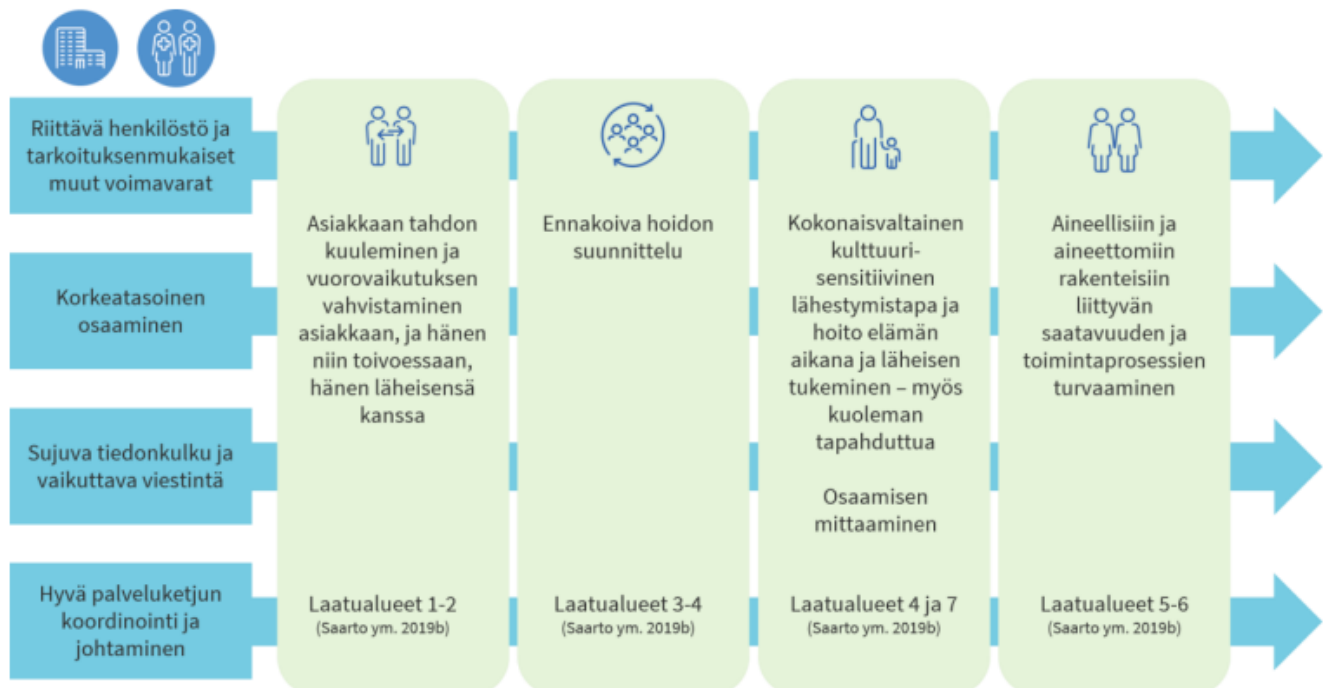 Riittävä henkilöstö ja
tarkoituksenmukaiset
muut voimavarat
Korkeatasoinen
osaaminen
Sujuva tiedonkulku ja
vaikuttava viestintä
Hyvä palveluketjun
koordinointi ja
johtaminen
Asiakkaan tahdon
kuuleminen ja
vuorovaikutuksen
vahvistaminen
asiakkaan, ja hänen
niin toivoessaan,
hänen läheisensä
kanssa
Laatualueet 1-2
(Saarto ym. 2019b)
Ennakoiva hoidon
suunnittelu
Laatualueet 3-4
(Saarto ym. 2019b)
Kokonaisvaltainen
kulttuuri-
sensitiivinen
lähestymistapa ja
hoito elämän
aikana ja läheisen
tukeminen – myös
kuoleman
tapahduttua
Osaamisen
mittaaminen
Laatualueet 4 ja 7
(Saarto ym. 2019b)
Aineellisiin ja
aineettomiin
rakenteisiin
liittyvän
saatavuuden ja
toimintaprosessien
turvaaminen
Laatualueet 5-6
(Saarto ym. 2019b)